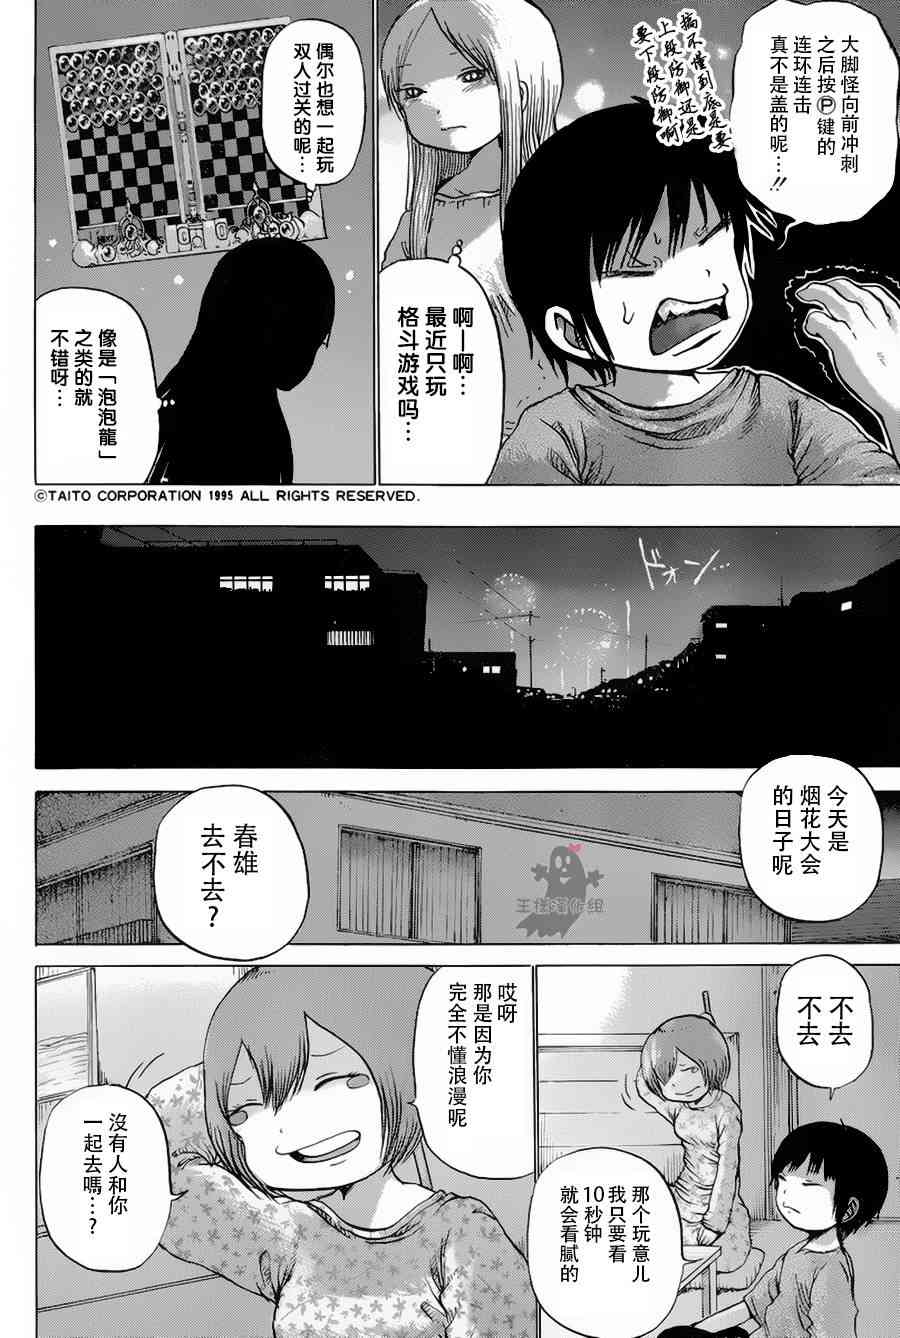 大脚怪向前冲刺
之后按Ⓟ键的
连环连击
真不是盖的呢…!!
搞不懂到底是要
上段防御还是
要下段防御啊
啊—啊…
最近只玩
格斗游戏吗…
偶尔也想一起玩
双人过关的呢…
像是「泡泡龍」
之类的就
不错呀…
©TAITO CORPORATION 1995 ALL RIGHTS RESERVED.
ドォン…
今天是
烟花大会
的日子呢
春雄
去不去?
不去
不去
那个玩意儿
我只要看
10秒钟
就会看腻的
哎呀
那是因为你
完全不懂浪漫呢
沒有人和你
一起去嗎…?